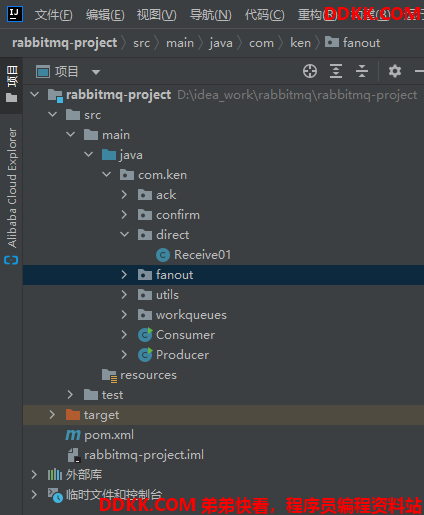 IJ 文件(F) 编辑(E) 视图(V) 导航(N) 代码(C) 重构(R)
DDKK.COM
rabbitmq-project 〉 src 〉 main 〉 java 〉 com 〉 ken 〉 fanout
项目
项目
Alibaba Cloud Explorer
rabbitmq-project D:\idea_work\rabbitmq\rabbitmq-project
src
main
java
com.ken
ack
confirm
direct
Receive01
fanout
utils
workqueues
Consumer
Producer
resources
test
target
pom.xml
rabbitmq-project.iml
外部库
临时文件和控制台
DDKK.COM 弟弟快看，程序员编程资料站